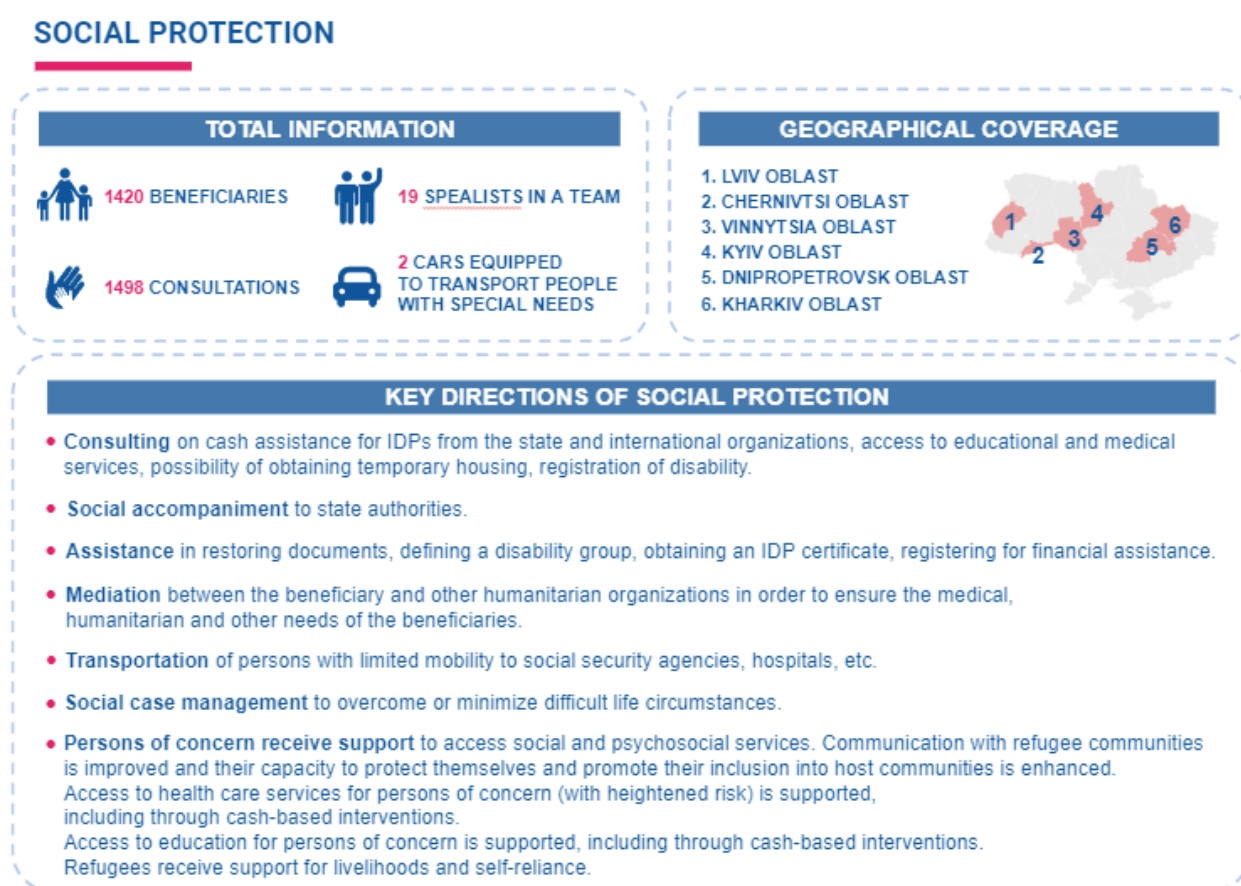 SOCIAL PROTECTION
TOTAL INFORMATION
1420 BENEFICIARIES
19 SPEALISTS IN A TEAM
1498 CONSULTATIONS
2 CARS EQUIPPED
TO TRANSPORT PEOPLE
WITH SPECIAL NEEDS
GEOGRAPHICAL COVERAGE
1. LVIV OBLAST
2. CHERNIVTSI OBLAST
3. VINNYTSIA OBLAST
4. KYIV OBLAST
5. DNIPROPETROVSK OBLAST
6. KHARKIV OBLAST
1
2
3
4
5
6
KEY DIRECTIONS OF SOCIAL PROTECTION
• Consulting on cash assistance for IDPs from the state and international organizations, access to educational and medical
services, possibility of obtaining temporary housing, registration of disability.
• Social accompaniment to state authorities.
• Assistance in restoring documents, defining a disability group, obtaining an IDP certificate, registering for financial assistance.
• Mediation between the beneficiary and other humanitarian organizations in order to ensure the medical,
humanitarian and other needs of the beneficiaries.
• Transportation of persons with limited mobility to social security agencies, hospitals, etc.
• Social case management to overcome or minimize difficult life circumstances.
• Persons of concern receive support to access social and psychosocial services. Communication with refugee communities
is improved and their capacity to protect themselves and promote their inclusion into host communities is enhanced.
Access to health care services for persons of concern (with heightened risk) is supported,
including through cash-based interventions.
Access to education for persons of concern is supported, including through cash-based interventions.
Refugees receive support for livelihoods and self-reliance.